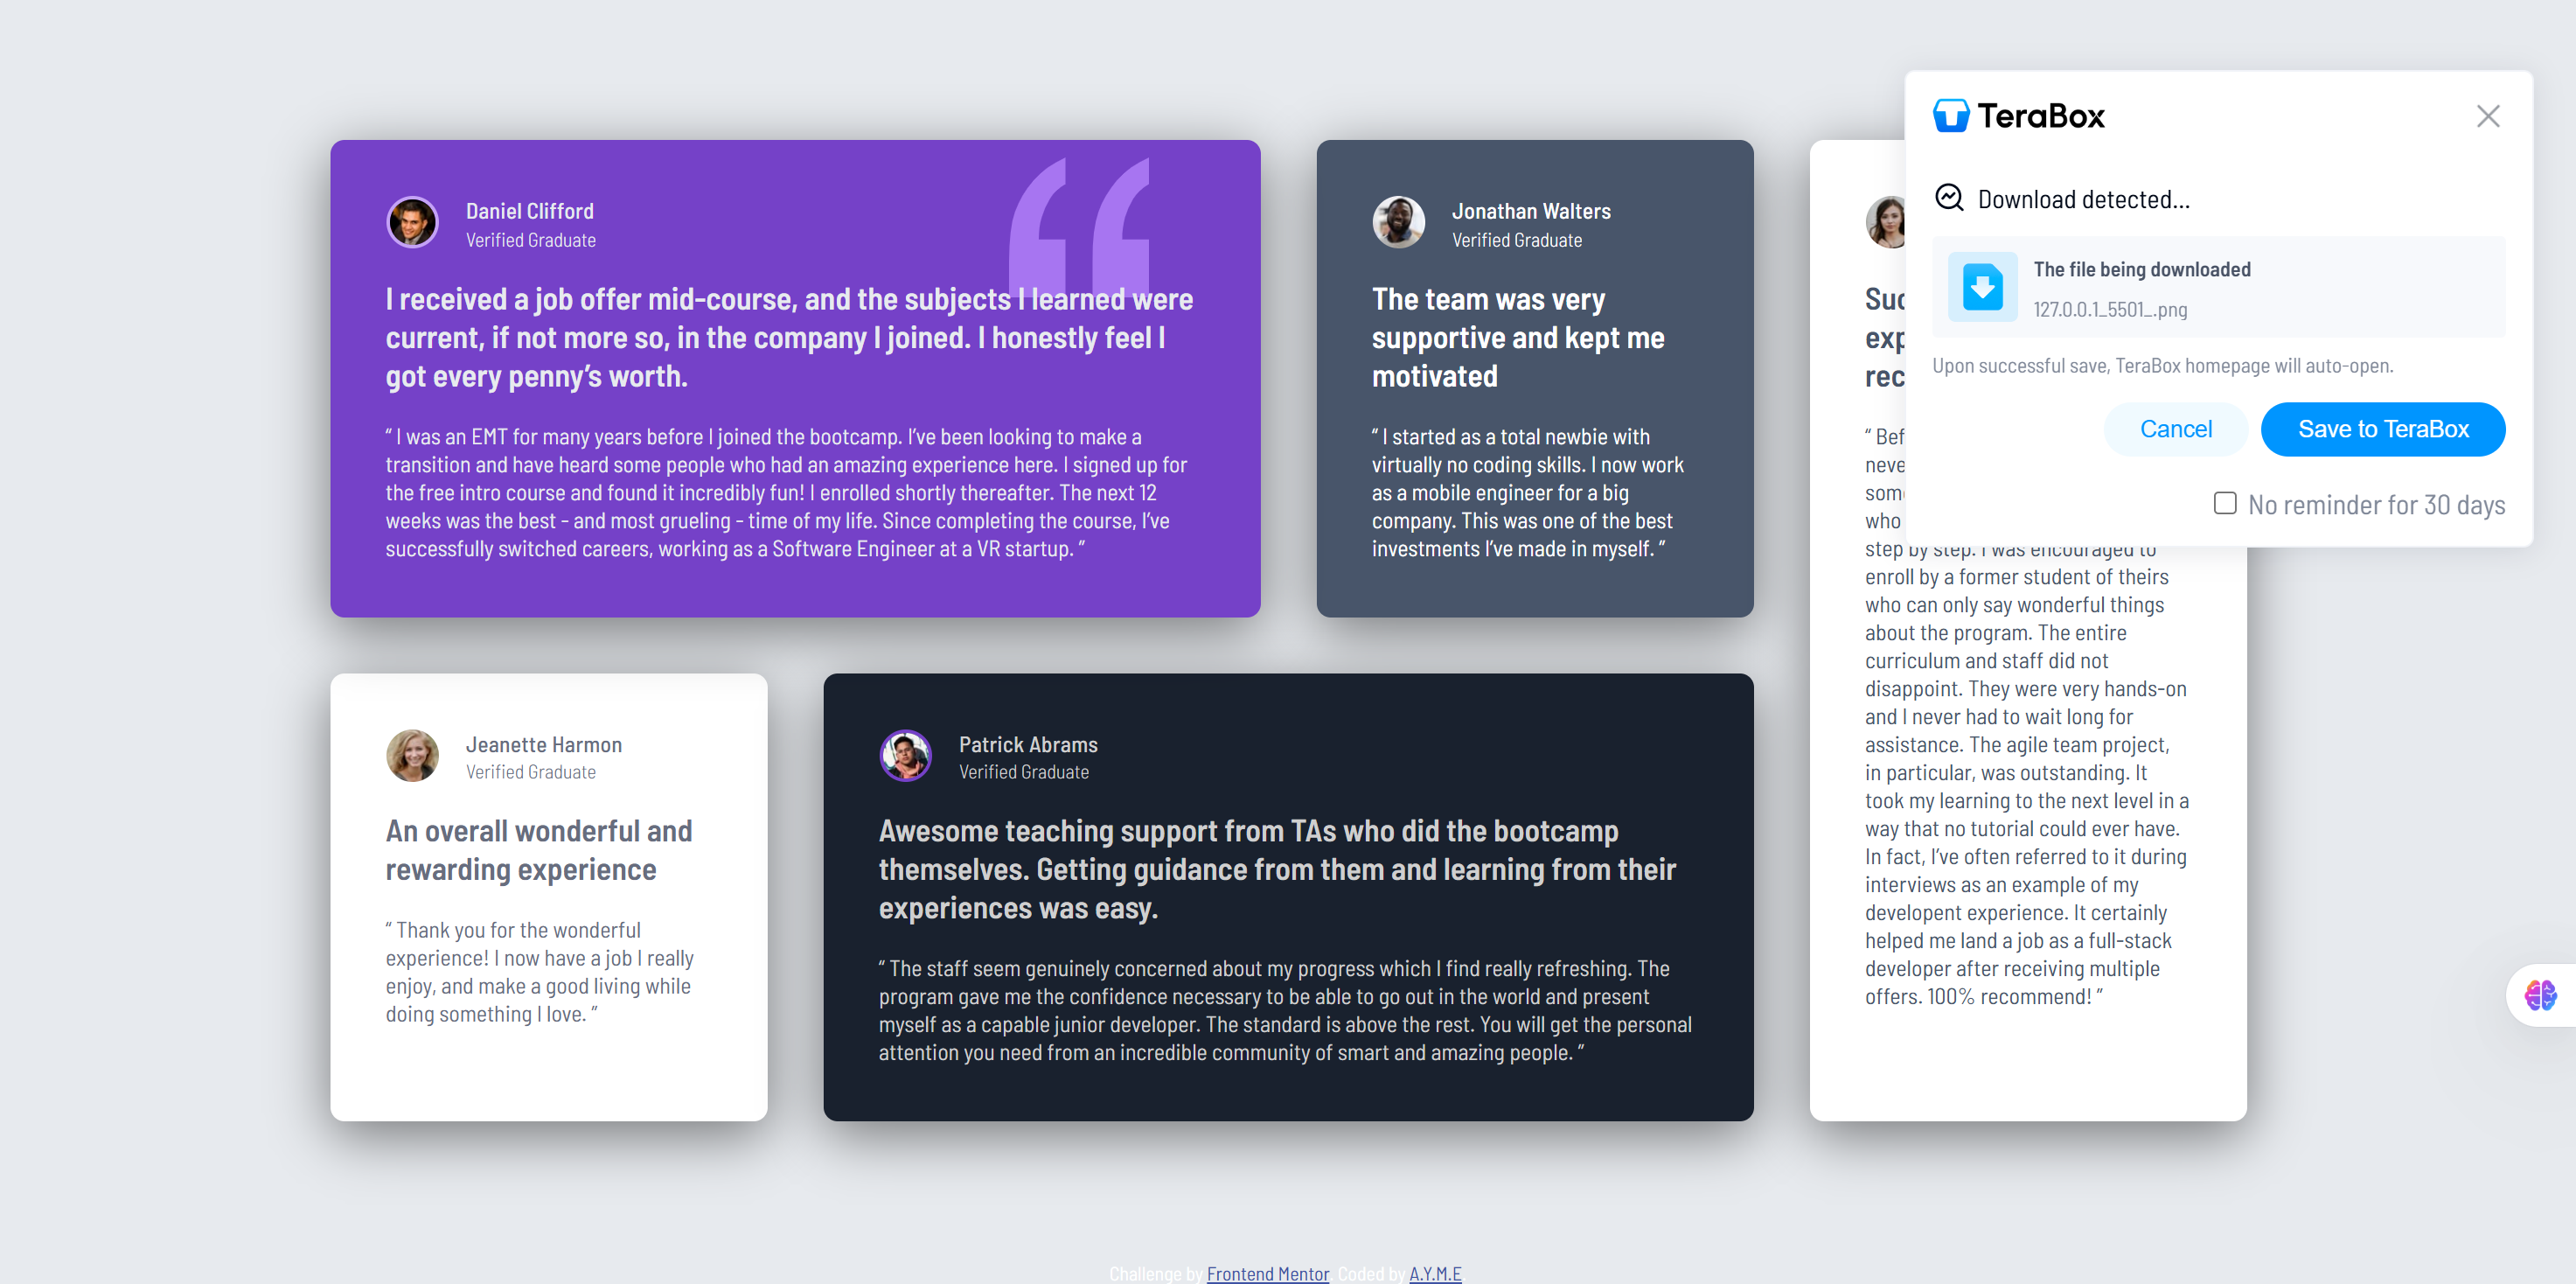 Daniel Clifford
Verified Graduate
I received a job offer mid-course, and the subjects I learned were
current, if not more so, in the company I joined. I honestly feel I
got every penny’s worth.
“ I was an EMT for many years before I joined the bootcamp. I’ve been looking to make a
transition and have heard some people who had an amazing experience here. I signed up for
the free intro course and found it incredibly fun! I enrolled shortly thereafter. The next 12
weeks was the best - and most grueling - time of my life. Since completing the course, I’ve
successfully switched careers, working as a Software Engineer at a VR startup. ”
Jonathan Walters
Verified Graduate
The team was very
supportive and kept me
motivated
“ I started as a total newbie with
virtually no coding skills. I now work
as a mobile engineer for a big
company. This was one of the best
investments I’ve made in myself. ”
TeraBox
Download detected...
The file being downloaded
127.0.0.1_5501_.png
Upon successful save, TeraBox homepage will auto-open.
Cancel
Save to TeraBox
No reminder for 30 days
Jeanette Harmon
Verified Graduate
An overall wonderful and
rewarding experience
“ Thank you for the wonderful
experience! I now have a job I really
enjoy, and make a good living while
doing something I love. ”
Patrick Abrams
Verified Graduate
Awesome teaching support from TAs who did the bootcamp
themselves. Getting guidance from them and learning from their
experiences was easy.
“ The staff seem genuinely concerned about my progress which I find really refreshing. The
program gave me the confidence necessary to be able to go out in the world and present
myself as a capable junior developer. The standard is above the rest. You will get the personal
attention you need from an incredible community of smart and amazing people. ”
who
step by step. I was encouraged to
enroll by a former student of theirs
who can only say wonderful things
about the program. The entire
curriculum and staff did not
disappoint. They were very hands-on
and I never had to wait long for
assistance. The agile team project,
in particular, was outstanding. It
took my learning to the next level in a
way that no tutorial could ever have.
In fact, I’ve often referred to it during
interviews as an example of my
developent experience. It certainly
helped me land a job as a full-stack
developer after receiving multiple
offers. 100% recommend! ”
Challenge by Frontend Mentor. Coded by A.Y.M.E.